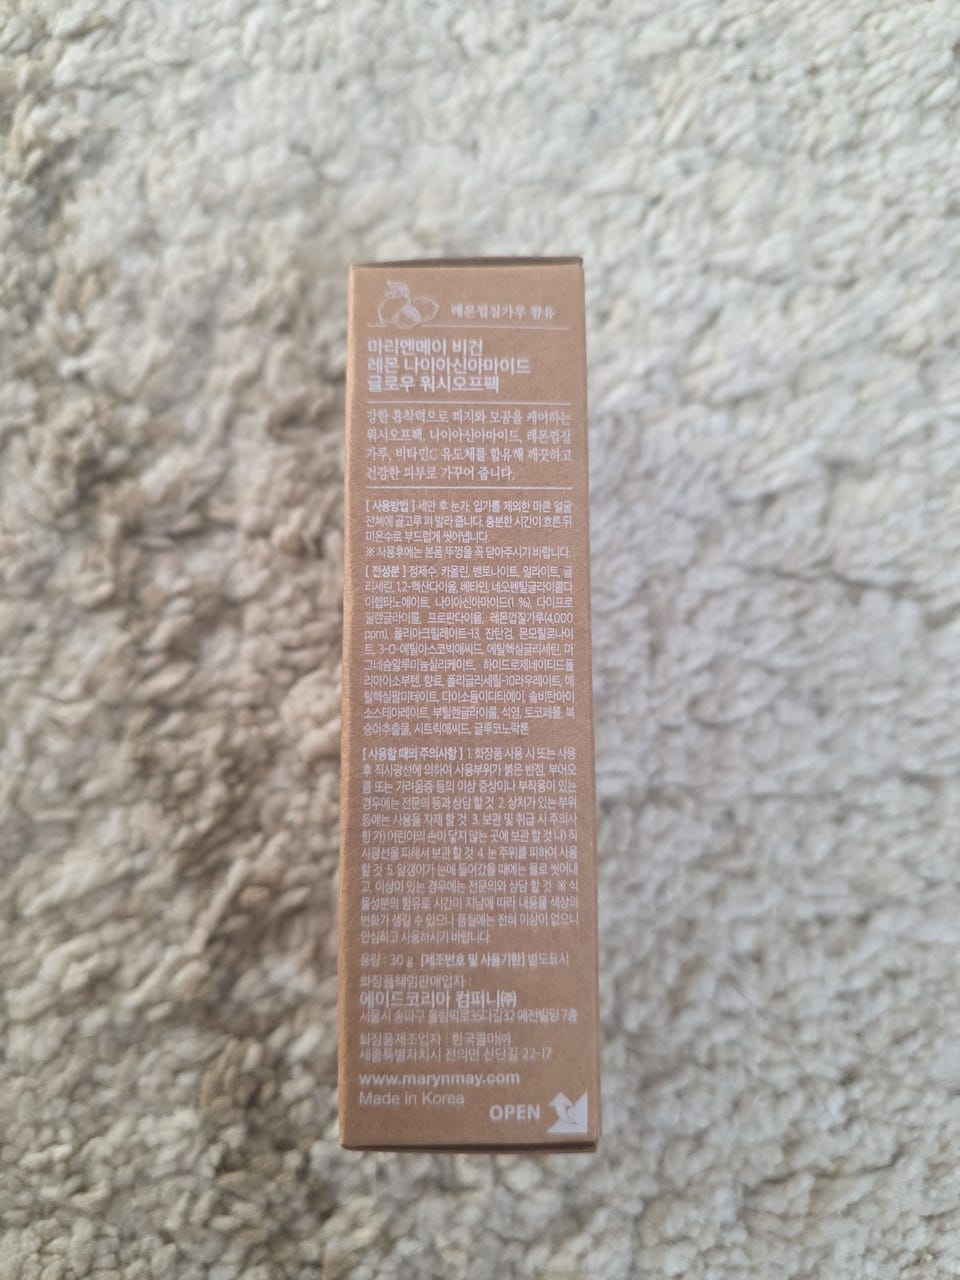 레몬껍질가루 함유
마리엔메이 비건
레몬 나이아신아마이드
글로우 워시오프팩
강한 흡착력으로 피지와 모공을 케어하는
워시오프팩, 나이아신아마이드, 레몬껍질
가루, 비타민C 유도체를 함유해 깨끗하고
건강한 피부로 가꾸어 줍니다.
[ 사용방법 ] 세안 후 눈가, 입가를 제외한 마른 얼굴
전체에 골고루 펴 발라 줍니다. 충분한 시간이 흐른 뒤
미온수로 부드럽게 씻어냅니다.
※ 사용후에는 본품 뚜껑을 꼭 닫아주시기 바랍니다.
[ 전성분 ] 정제수, 카올린, 벤토나이트, 일라이트, 글
리세린, 1,2-헥산다이올, 베타인, 네오펜틸글라이콜다
이헵타노에이트, 나이아신아마이드(1 %), 다이프로
필렌글라이콜, 프로판다이올, 레몬껍질가루(4,000
ppm), 폴리아크릴레이트-13, 잔탄검, 몬모릴로나이
트, 3-O-에틸아스코빅애씨드, 에틸헥실글리세린, 마
그네슘알루미늄실리케이트, 하이드로제네이티드폴
리아이소부텐, 향료, 폴리글리세릴-10라우레이트, 에
틸헥실팔미테이트, 다이소듐이디티에이, 솔비탄아이
소스테아레이트, 부틸렌글라이콜, 석영, 토코페롤, 복
숭아추출물, 시트릭애씨드, 글루코노락톤
[ 사용할 때의 주의사항 ] 1. 화장품 사용 시 또는 사용
후 직사광선에 의하여 사용부위가 붉은 반점, 부어오
름 또는 가려움증 등의 이상 증상이나 부작용이 있는
경우에는 전문의 등과 상담할 것 2. 상처가 있는 부위
등에는 사용을 자제 할 것 3. 보관 및 취급 시 주의사
항 가) 어린이의 손이 닿지 않는 곳에 보관 할 것 나) 직
사광선을 피해서 보관 할 것 4. 눈 주위를 피하여 사용
할 것 5. 알갱이가 눈에 들어갔을 때에는 물로 씻어내
고, 이상이 있는 경우에는 전문의와 상담 할 것 ※ 식
물성분의 함유로 시간이 지남에 따라 내용물 색상의
변화가 생길 수 있으나 품질에는 전혀 이상이 없으니
안심하고 사용하시기 바랍니다.
용량 : 30 g [제조번호 및 사용기한] 별도표시
화장품책임판매업자 :
에이드코리아 컴퍼니㈜
서울시 송파구 올림픽로35다길32 예전빌딩 7층
화장품제조업자 : 한국콜마㈜
세종특별자치시 전의면 산단길 22-17
www.marynmay.com
Made in Korea
OPEN